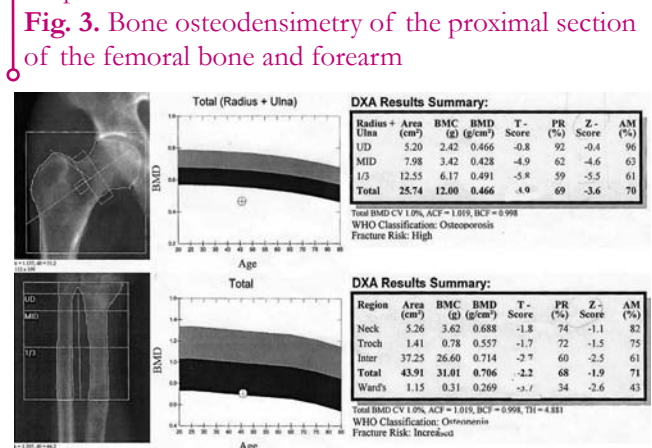 Fig. 3. Bone osteodensimetry of the proximal section
of the femoral bone and forearm
Total (Radius + Ulna)
BMD
Age
DXA Results Summary:
Radius + Ulna Area (cm²) BMC (g) BMD (g/cm²) T - Score PR (%) Z - Score AM (%)
UD 5.20 2.42 0.466 -0.8 92 -0.4 96
MID 7.98 3.42 0.428 -4.9 62 -4.6 63
1/3 12.55 6.17 0.491 -5.8 59 -5.5 61
Total 25.74 12.00 0.466 69 -3.6 70
Total BMD CV 1.0%, ACF = 1.019, BCF = 0.998
WHO Classification: Osteoporosis
Fracture Risk: High
UD
MID
1/3
Total
BMD
Age
DXA Results Summary:
Region Area (cm²) BMC (g) BMD (g/cm²) T - Score PR (%) Z - Score AM (%)
Neck 5.26 3.62 0.688 -1.8 74 -1.1 82
Troch 1.41 0.78 0.557 -1.7 72 -1.5 75
Inter 37.25 26.60 0.714 60 -2.5 61
Total 43.91 31.01 0.706 -2.2 68 -1.9 71
Ward's 1.15 0.31 0.269 34 -2.6 43
Total BMD CV 1.0%, ACF = 1.019, BCF = 0.998, TH = 4.881
WHO Classification: Osteopenia
Fracture Risk: Increased